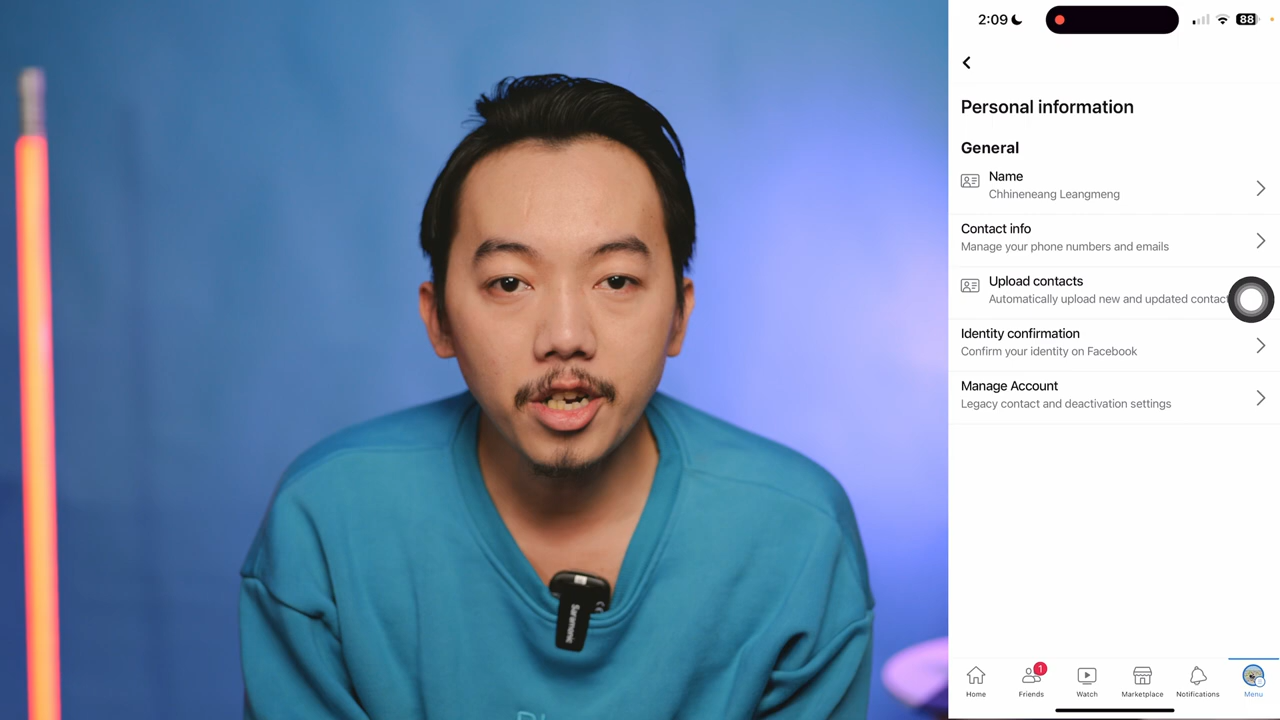 2:09
88
Personal information
General
Name
Chhineneang Leangmeng
Contact info
Manage your phone numbers and emails
Upload contacts
Automatically upload new and updated contact
Identity confirmation
Confirm your identity on Facebook
Manage Account
Legacy contact and deactivation settings
Saramonic
1
Home
Friends
Watch
Marketplace
Notifications
Menu